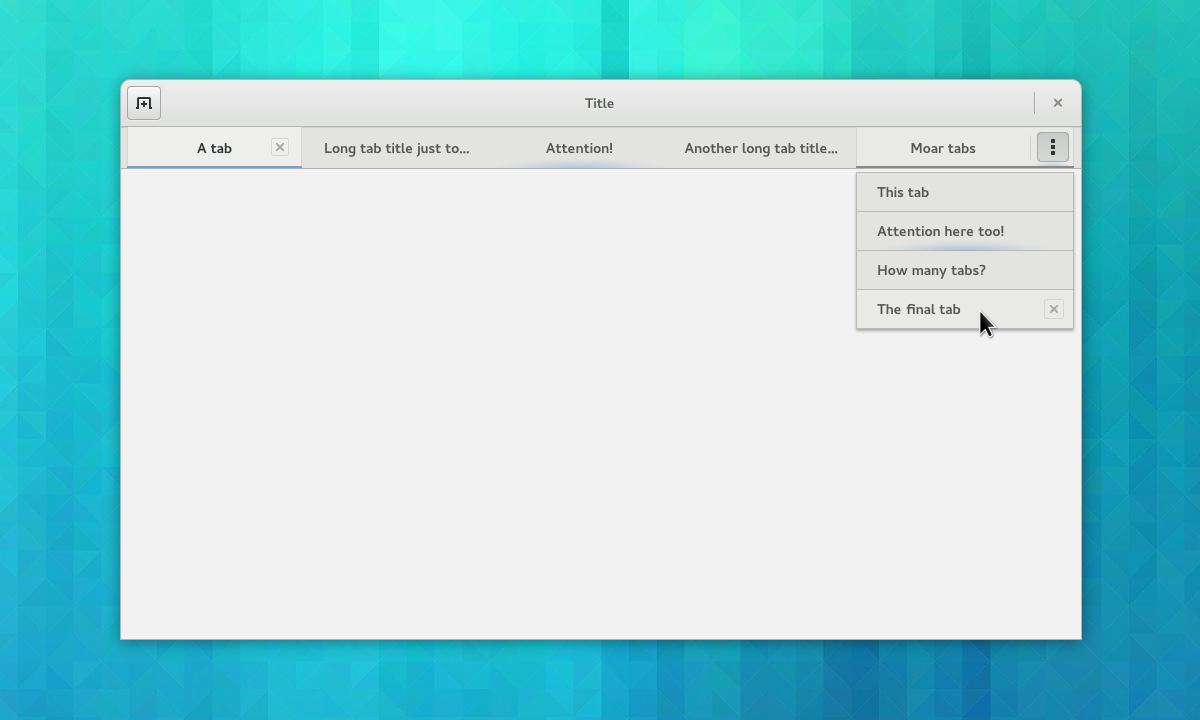 Title
A tab
Long tab title just to...
Attention!
Another long tab title...
Moar tabs
This tab
Attention here too!
How many tabs?
The final tab